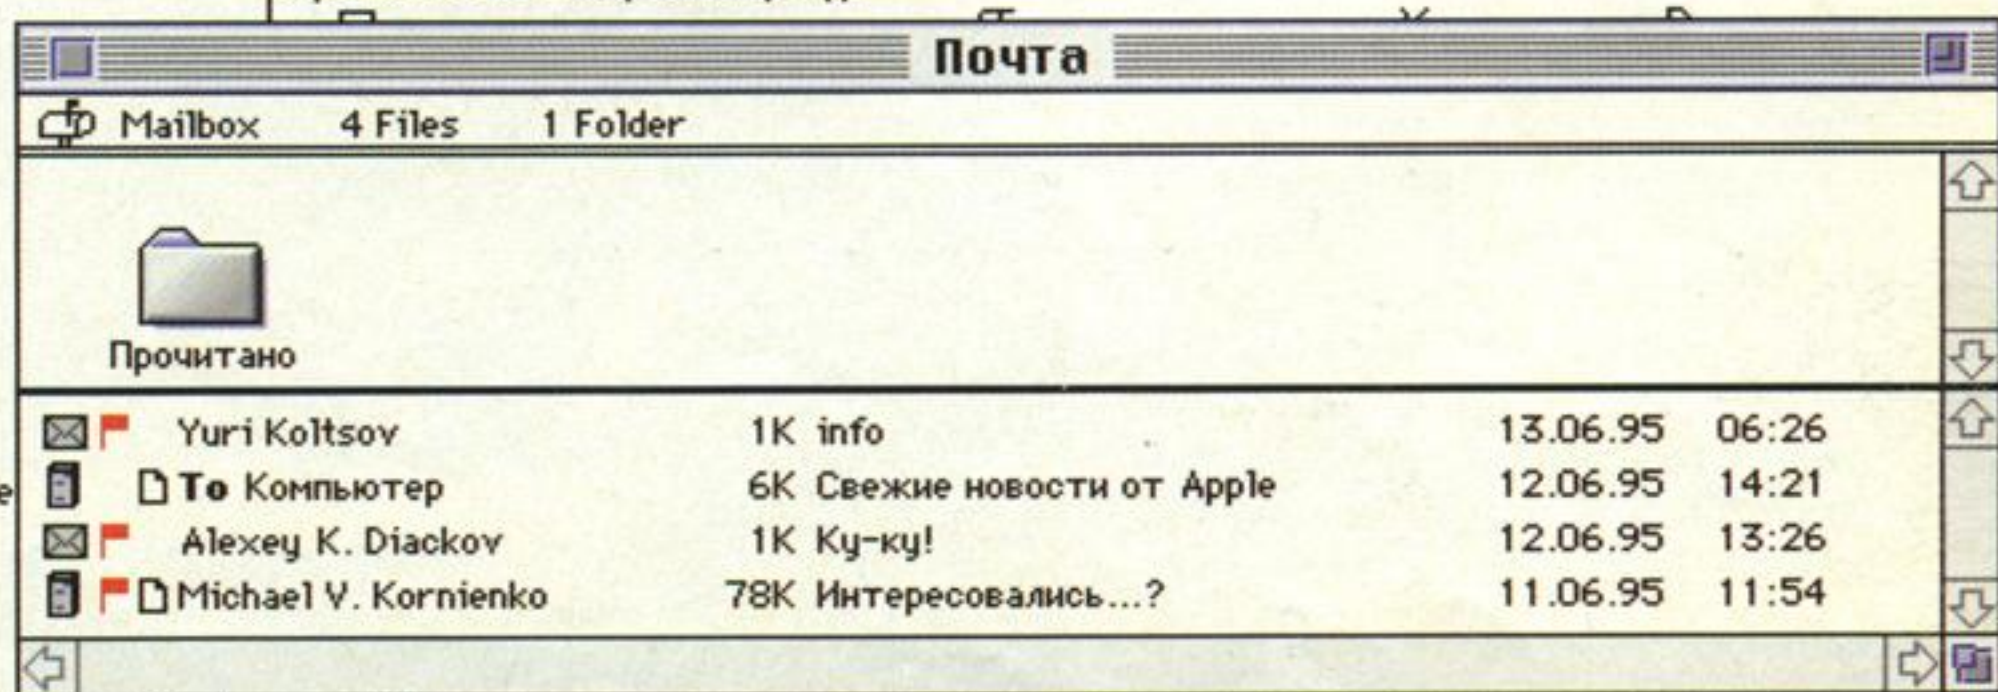 Почта
Mailbox 4 Files 1 Folder
Прочитано
Yuri Koltsov 1K info 13.06.95 06:26
To Компьютер 6K Свежие новости от Apple 12.06.95 14:21
Alexey K. Diackov 1K Ку-ку! 12.06.95 13:26
Michael V. Kornienko 78K Интересовались...? 11.06.95 11:54